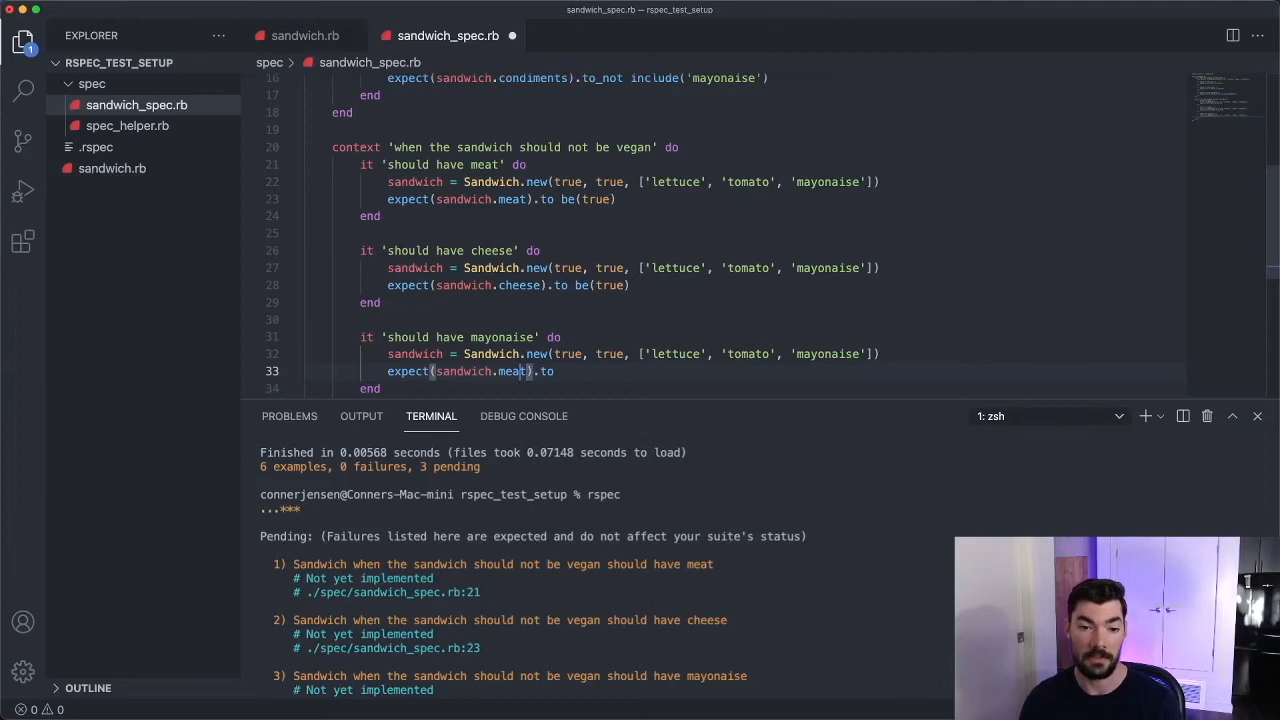 sandwich_spec.rb — rspec_test_setup
EXPLORER
sandwich.rb
sandwich_spec.rb
RSPEC_TEST_SETUP
spec
sandwich_spec.rb
spec_helper.rb
.rspec
sandwich.rb
OUTLINE
1
0 0
spec > sandwich_spec.rb
16 expect(sandwich.condiments).to_not include('mayonaise')
17 end
18 end
19
20 context 'when the sandwich should not be vegan' do
21 it 'should have meat' do
22 sandwich = Sandwich.new(true, true, ['lettuce', 'tomato', 'mayonaise'])
23 expect(sandwich.meat).to be(true)
24 end
25
26 it 'should have cheese' do
27 sandwich = Sandwich.new(true, true, ['lettuce', 'tomato', 'mayonaise'])
28 expect(sandwich.cheese).to be(true)
29 end
30
31 it 'should have mayonaise' do
32 sandwich = Sandwich.new(true, true, ['lettuce', 'tomato', 'mayonaise'])
33 expect(sandwich.meat).to
34 end
PROBLEMS OUTPUT TERMINAL DEBUG CONSOLE 1: zsh
Finished in 0.00568 seconds (files took 0.07148 seconds to load)
6 examples, 0 failures, 3 pending
connerjensen@Conners-Mac-mini rspec_test_setup % rspec
...***
Pending: (Failures listed here are expected and do not affect your suite's status)
1) Sandwich when the sandwich should not be vegan should have meat
# Not yet implemented
# ./spec/sandwich_spec.rb:21
2) Sandwich when the sandwich should not be vegan should have cheese
# Not yet implemented
# ./spec/sandwich_spec.rb:23
3) Sandwich when the sandwich should not be vegan should have mayonaise
# Not yet implemented